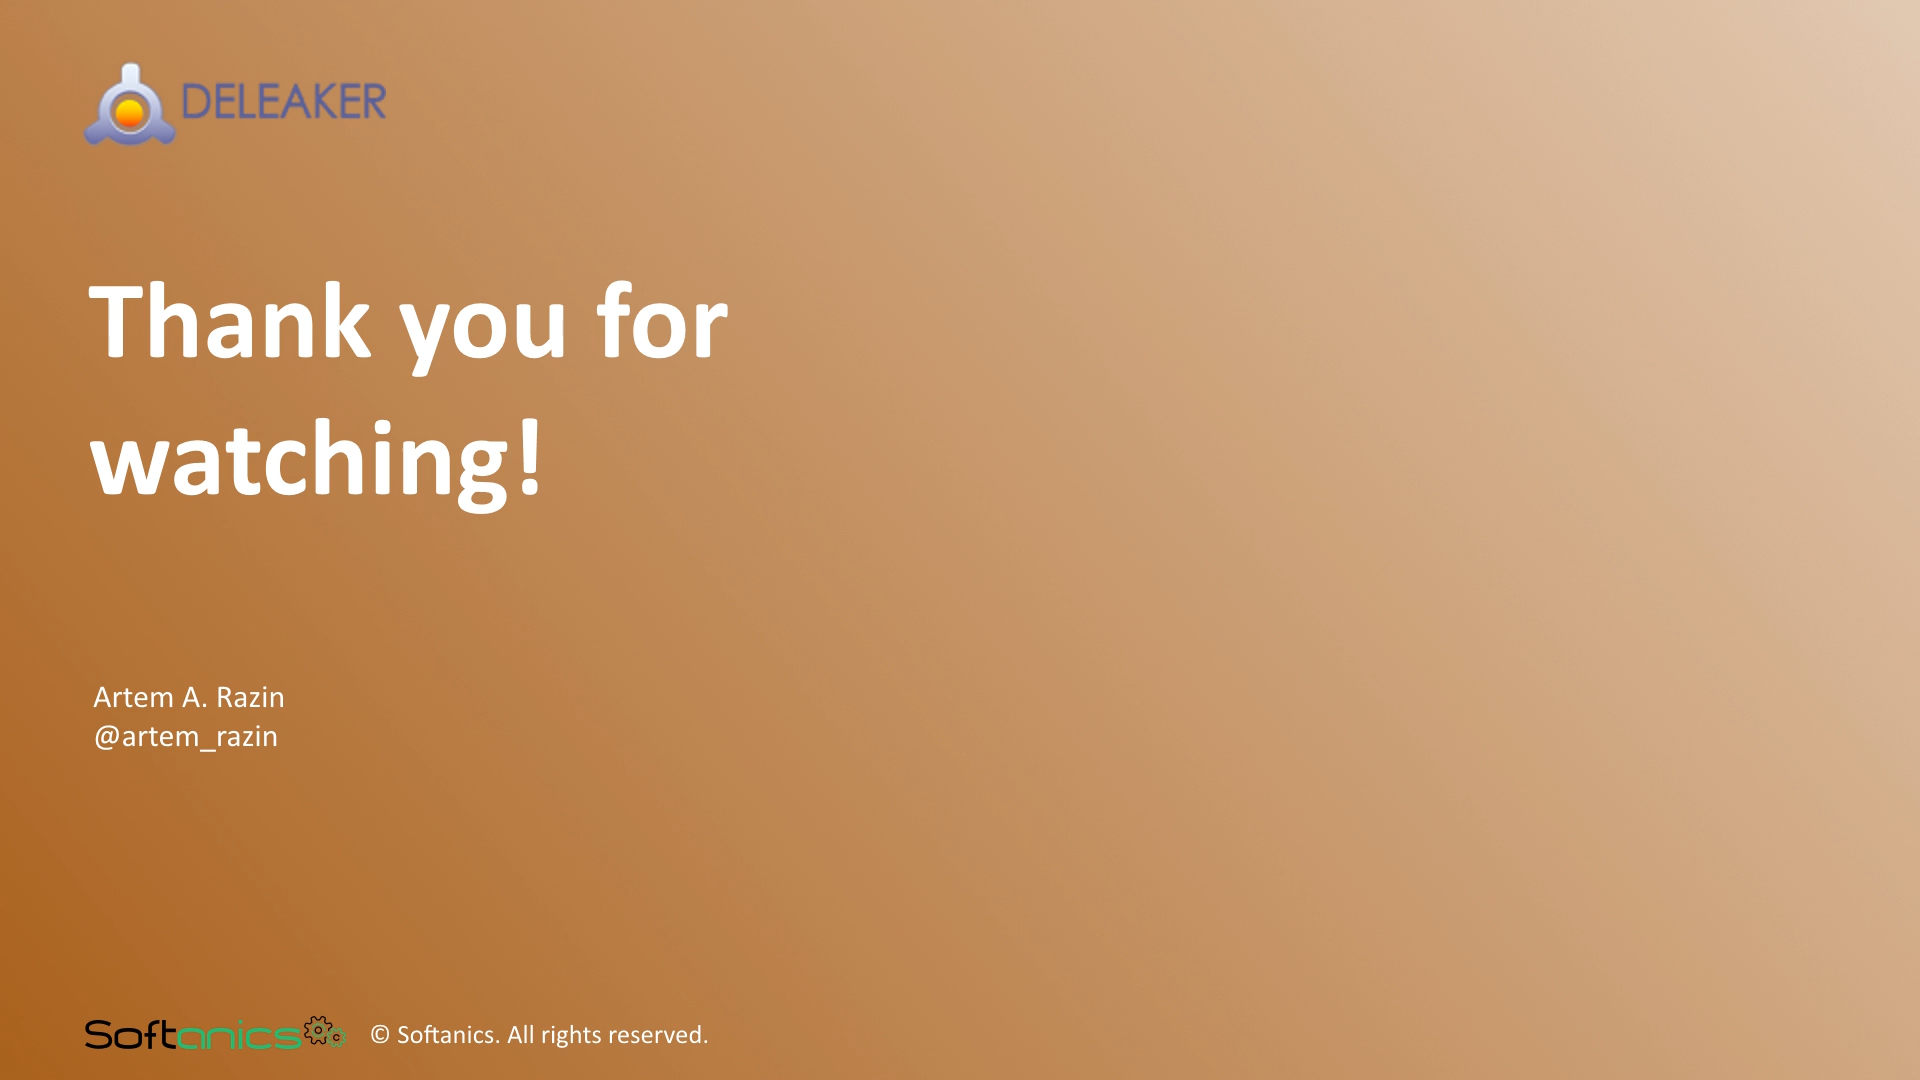 DELEAKER
Thank you for
watching!
Artem A. Razin
@artem_razin
Softanics © Softanics. All rights reserved.